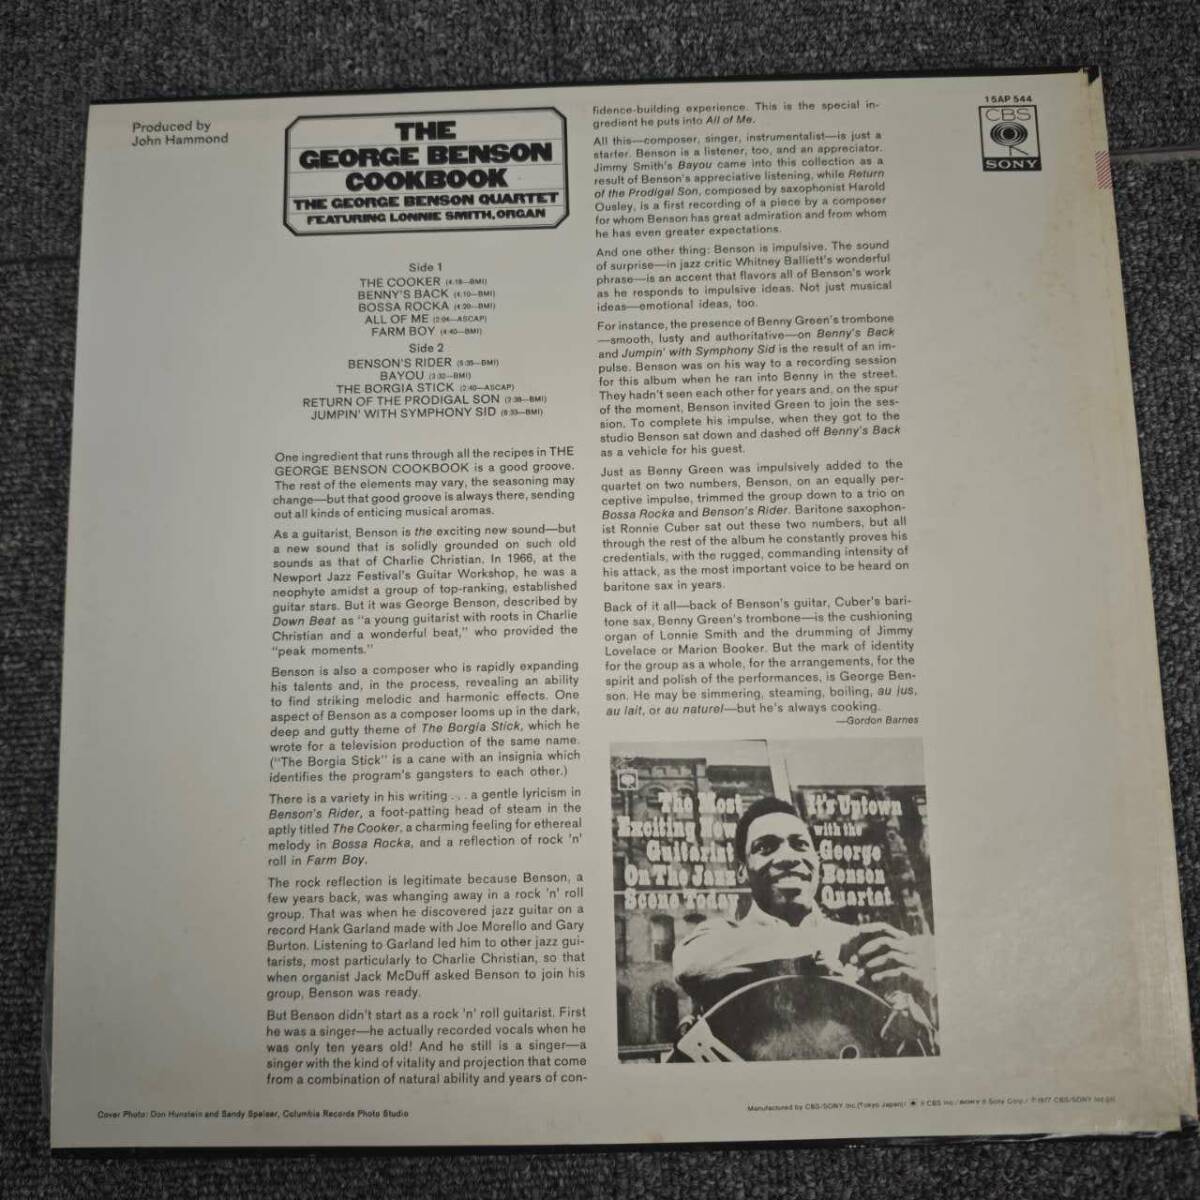 Produced by
John Hammond
THE
GEORGE BENSON
COOKBOOK
THE GEORGE BENSON QUARTET
FEATURING LONNIE SMITH, ORGAN
Side 1
THE COOKER (4:18—BMI)
BENNY'S BACK (4:10—BMI)
BOSSA ROCKA (4:20—BMI)
ALL OF ME (2:04—ASCAP)
FARM BOY (4:40—BMI)
Side 2
BENSON'S RIDER (5:35—BMI)
BAYOU (3:32—BMI)
THE BORGIA STICK (2:40—ASCAP)
RETURN OF THE PRODIGAL SON (2:38—BMI)
JUMPIN' WITH SYMPHONY SID (6:33—BMI)
One ingredient that runs through all the recipes in THE
GEORGE BENSON COOKBOOK is a good groove.
The rest of the elements may vary, the seasoning may
change—but that good groove is always there, sending
out all kinds of enticing musical aromas.
As a guitarist, Benson is the exciting new sound—but
a new sound that is solidly grounded on such old
sounds as that of Charlie Christian. In 1966, at the
Newport Jazz Festival's Guitar Workshop, he was a
neophyte amidst a group of top-ranking, established
guitar stars. But it was George Benson, described by
Down Beat as "a young guitarist with roots in Charlie
Christian and a wonderful beat," who provided the
"peak moments."
Benson is also a composer who is rapidly expanding
his talents and, in the process, revealing an ability
to find striking melodic and harmonic effects. One
aspect of Benson as a composer looms up in the dark,
deep and gutty theme of The Borgia Stick, which he
wrote for a television production of the same name.
("The Borgia Stick" is a cane with an insignia which
identifies the program's gangsters to each other.)
There is a variety in his writing . . . a gentle lyricism in
Benson's Rider, a foot-patting head of steam in the
aptly titled The Cooker, a charming feeling for ethereal
melody in Bossa Rocka, and a reflection of rock 'n'
roll in Farm Boy.
The rock reflection is legitimate because Benson, a
few years back, was whanging away in a rock 'n' roll
group. That was when he discovered jazz guitar on a
record Hank Garland made with Joe Morello and Gary
Burton. Listening to Garland led him to other jazz gui-
tarists, most particularly to Charlie Christian, so that
when organist Jack McDuff asked Benson to join his
group, Benson was ready.
But Benson didn't start as a rock 'n' roll guitarist. First
he was a singer—he actually recorded vocals when he
was only ten years old! And he still is a singer—a
singer with the kind of vitality and projection that come
from a combination of natural ability and years of con-
fidence-building experience. This is the special in-
gredient he puts into All of Me.
All this—composer, singer, instrumentalist—is just a
starter. Benson is a listener, too, and an appreciator.
Jimmy Smith's Bayou came into this collection as a
result of Benson's appreciative listening, while Return
of the Prodigal Son, composed by saxophonist Harold
Ousley, is a first recording of a piece by a composer
for whom Benson has great admiration and from whom
he has even greater expectations.
And one other thing: Benson is impulsive. The sound
of surprise—in jazz critic Whitney Balliett's wonderful
phrase—is an accent that flavors all of Benson's work
as he responds to impulsive ideas. Not just musical
ideas—emotional ideas, too.
For instance, the presence of Benny Green's trombone
—smooth, lusty and authoritative—on Benny's Back
and Jumpin' with Symphony Sid is the result of an im-
pulse. Benson was on his way to a recording session
for this album when he ran into Benny in the street.
They hadn't seen each other for years and, on the spur
of the moment, Benson invited Green to join the ses-
sion. To complete his impulse, when they got to the
studio Benson sat down and dashed off Benny's Back
as a vehicle for his guest.
Just as Benny Green was impulsively added to the
quartet on two numbers, Benson, on an equally per-
ceptive impulse, trimmed the group down to a trio on
Bossa Rocka and Benson's Rider. Baritone saxophon-
ist Ronnie Cuber sat out these two numbers, but all
through the rest of the album he constantly proves his
credentials, with the rugged, commanding intensity of
his attack, as the most important voice to be heard on
baritone sax in years.
Back of it all—back of Benson's guitar, Cuber's bari-
tone sax, Benny Green's trombone—is the cushioning
organ of Lonnie Smith and the drumming of Jimmy
Lovelace or Marion Booker. But the mark of identity
for the group as a whole, for the arrangements, for the
spirit and polish of the performances, is George Ben-
son. He may be simmering, steaming, boiling, au jus,
au lait, or au naturel—but he's always cooking.
—Gordon Barnes
15AP 544
CBS
SONY
The Most
Exciting New
Guitarist
On The Jazz
Scene Today
It's Uptown
with the
George
Benson
Quartet
Cover Photo: Don Hunstein and Sandy Speiser, Columbia Records Photo Studio
Manufactured by CBS/SONY Inc. (Tokyo Japan) / ® CBS Inc. / SONY ® Sony Corp. / ℗ 1977 CBS/SONY Inc.